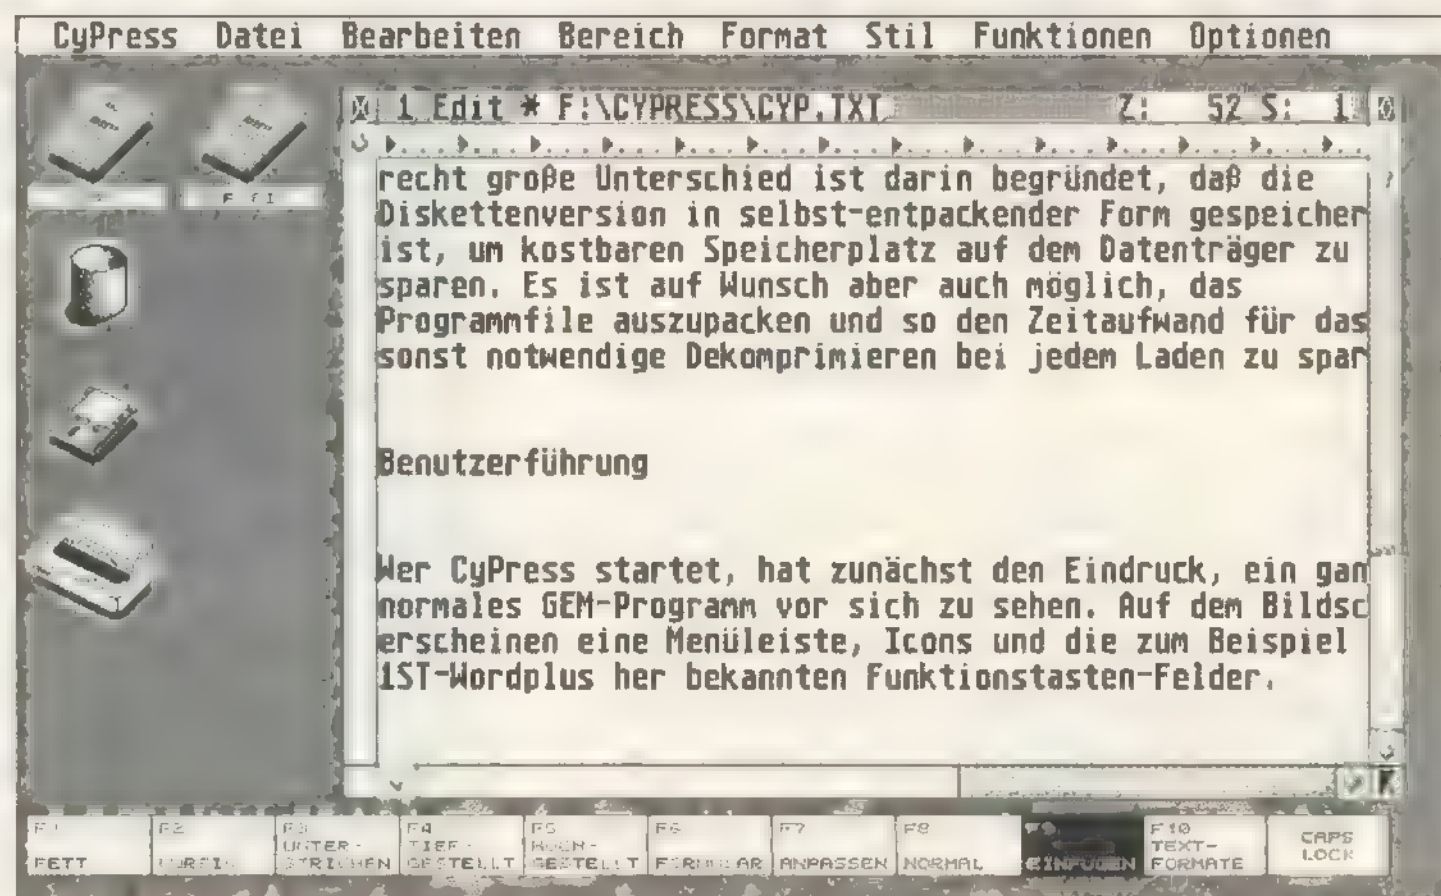 CyPress Datei Bearbeiten Bereich Format Stil Funktionen Optionen
1 Edit * F:\CYPRESS\CYP.TXT Z: 52 S: 1
recht große Unterschied ist darin begründet, daß die
Diskettenversion in selbst-entpackender Form gespeicher
ist, um kostbaren Speicherplatz auf dem Datenträger zu
sparen. Es ist auf Wunsch aber auch möglich, das
Programmfile auszupacken und so den Zeitaufwand für das
sonst notwendige Dekomprimieren bei jedem Laden zu spar
Benutzerführung
Wer CyPress startet, hat zunächst den Eindruck, ein gan
normales GEM-Programm vor sich zu sehen. Auf dem Bildsc
erscheinen eine Menüleiste, Icons und die zum Beispiel
1ST-Wordplus her bekannten Funktionstasten-Felder.
F1 F2 F3 F4 F5 F6 F7 F8 F9 F10
UNTER- TIEF- HOCH- TEXT- CAPS
FETT STRICHEN GESTELLT GESTELLT FORMULAR ANPASSEN NORMAL EINFÜGEN FORMATE LOCK